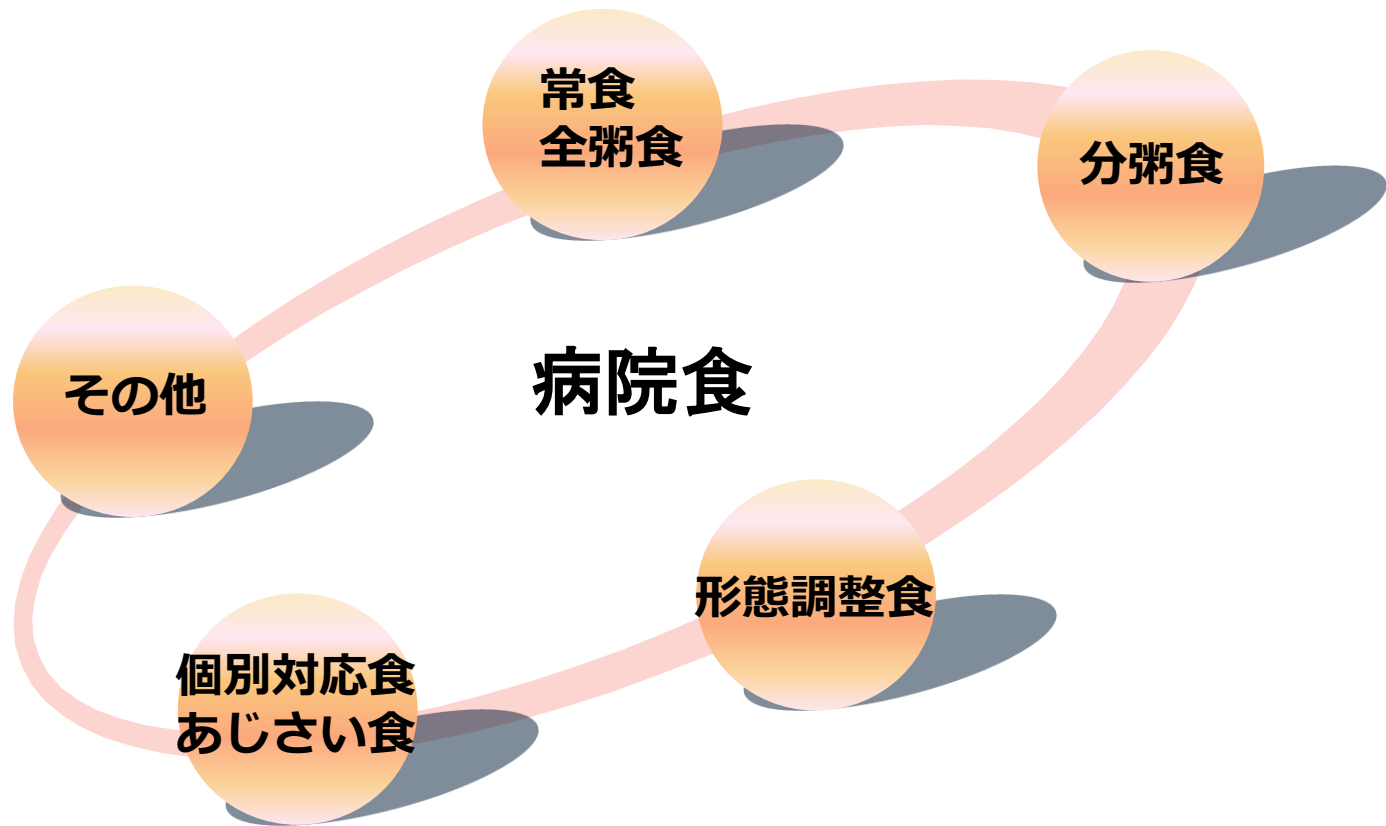 常食
全粥食
分粥食
その他
病院食
形態調整食
個別対応食
あじさい食